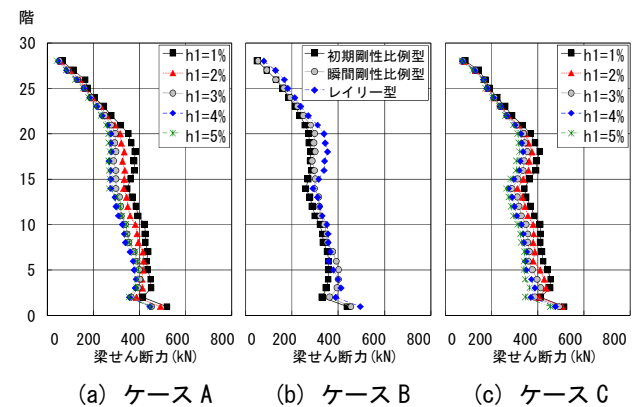 階
30
25
20
15
10
5
0
h1=1%
h1=2%
h1=3%
h1=4%
h1=5%
初期剛性比例型
瞬間剛性比例型
レイリー型
h1=1%
h1=2%
h1=3%
h1=4%
h1=5%
0 200 400 600 800
0 200 400 600 800
0 200 400 600 800
梁せん断力(kN)
梁せん断力(kN)
梁せん断力(kN)
(a) ケース A
(b) ケース B
(c) ケース C